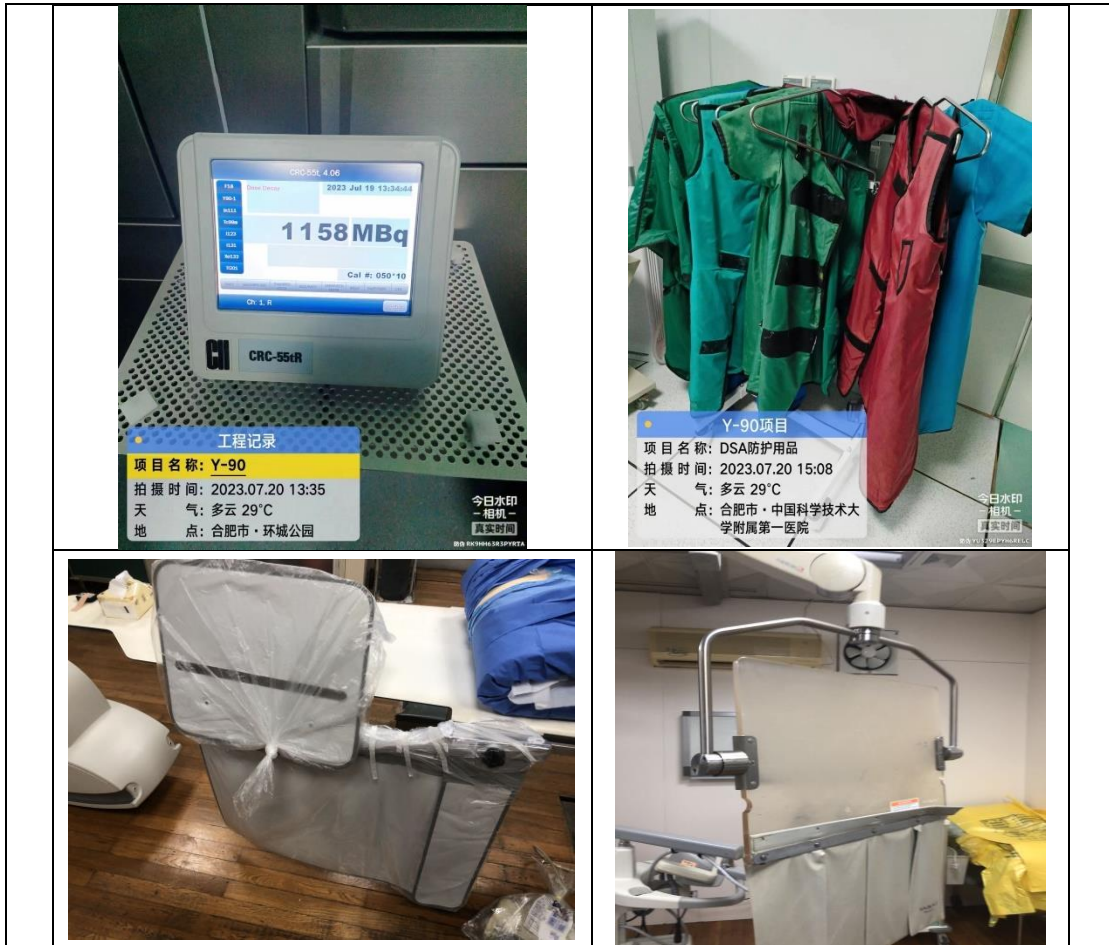 CRC-55t 4.06
2023 Jul 19 13:34:44
1158 MBq
Cal #: 050*10
Ch: 1, R
CRC-55tR
工程记录
项目名称: Y-90
拍摄时间: 2023.07.20 13:35
天 气: 多云 29°C
地 点: 合肥市·环城公园
今日水印
-相机-
真实时间
Y-90项目
项目名称: DSA防护用品
拍摄时间: 2023.07.20 15:08
天 气: 多云 29°C
地 点: 合肥市·中国科学技术大
学附属第一医院
今日水印
-相机-
真实时间